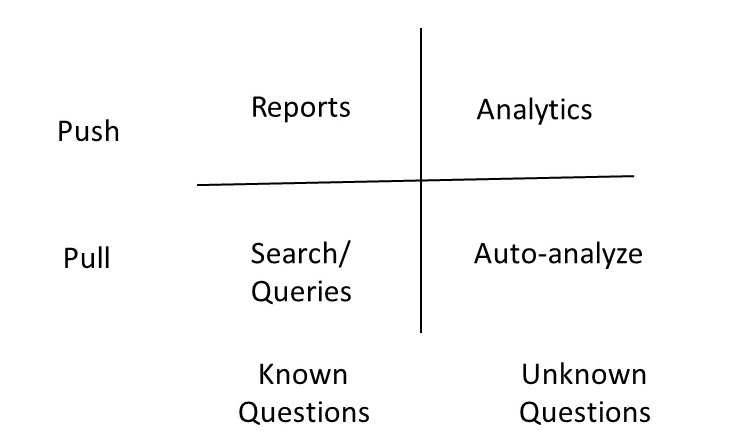 Reports
Analytics
Push
Pull
Search/
Queries
Auto-analyze
Known
Questions
Unknown
Questions